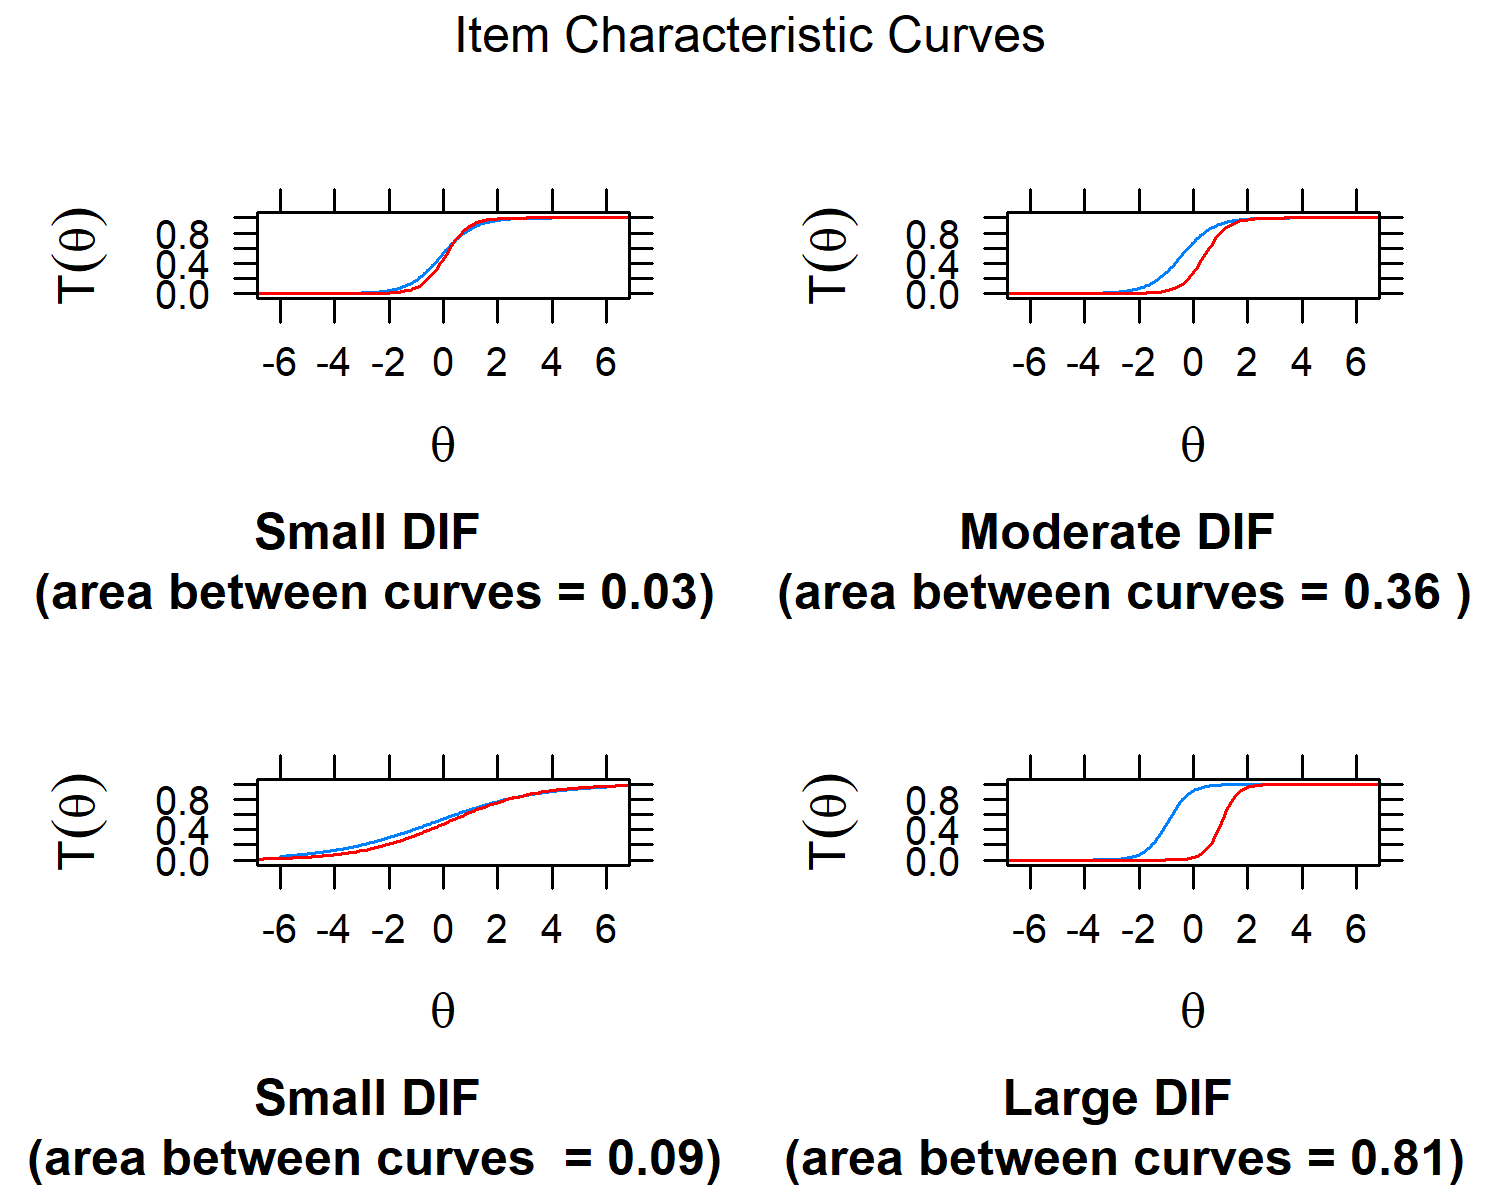 Item Characteristic Curves
T(θ)
0.8
0.4
0.0
-6 -4 -2 0 2 4 6
θ
Small DIF
(area between curves = 0.03)
T(θ)
0.8
0.4
0.0
-6 -4 -2 0 2 4 6
θ
Moderate DIF
(area between curves = 0.36 )
T(θ)
0.8
0.4
0.0
-6 -4 -2 0 2 4 6
θ
Small DIF
(area between curves  = 0.09)
T(θ)
0.8
0.4
0.0
-6 -4 -2 0 2 4 6
θ
Large DIF
(area between curves = 0.81)